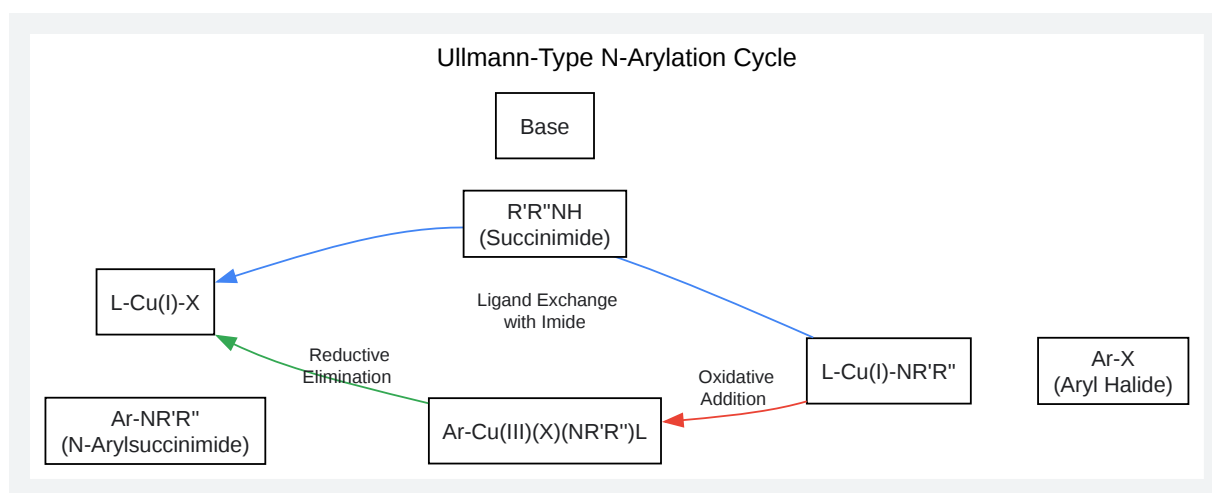 Ullmann-Type N-Arylation Cycle
Base
R'R"NH
(Succinimide)
L-Cu(I)-X
Ligand Exchange
with Imide
Reductive
Elimination
Oxidative
Addition
L-Cu(I)-NR'R"
Ar-X
(Aryl Halide)
Ar-NR'R"
(N-Arylsuccinimide)
Ar-Cu(III)(X)(NR'R")L